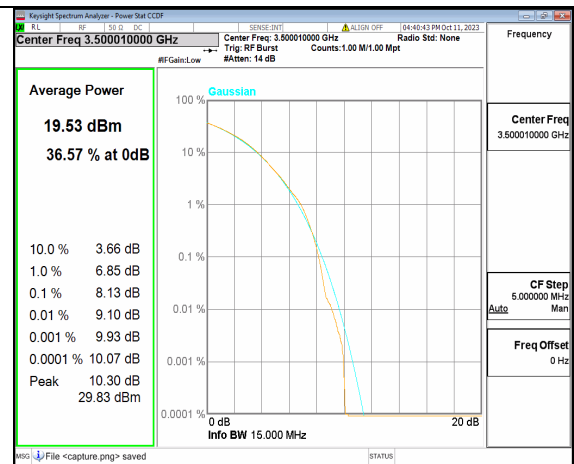 Keysight Spectrum Analyzer - Power Stat CCDF
RL RF 50 Ω DC SENSE:INT ALIGN OFF 04:40:43 PM Oct 11, 2023
Center Freq 3.500010000 GHz
Center Freq: 3.500010000 GHz Radio Std: None
Trig: RF Burst Counts:1.00 M/1.00 Mpt
#IFGain:Low #Atten: 14 dB
Frequency
Average Power
19.53 dBm
36.57 % at 0dB
10.0 % 3.66 dB
1.0 % 6.85 dB
0.1 % 8.13 dB
0.01 % 9.10 dB
0.001 % 9.93 dB
0.0001 % 10.07 dB
Peak 10.30 dB
29.83 dBm
Gaussian
100 %
10 %
1 %
0.1 %
0.01 %
0.001 %
0.0001 %
0 dB 20 dB
Info BW 15.000 MHz
Center Freq
3.500010000 GHz
CF Step
5.000000 MHz
Auto Man
Freq Offset
0 Hz
MSG File <capture.png> saved STATUS